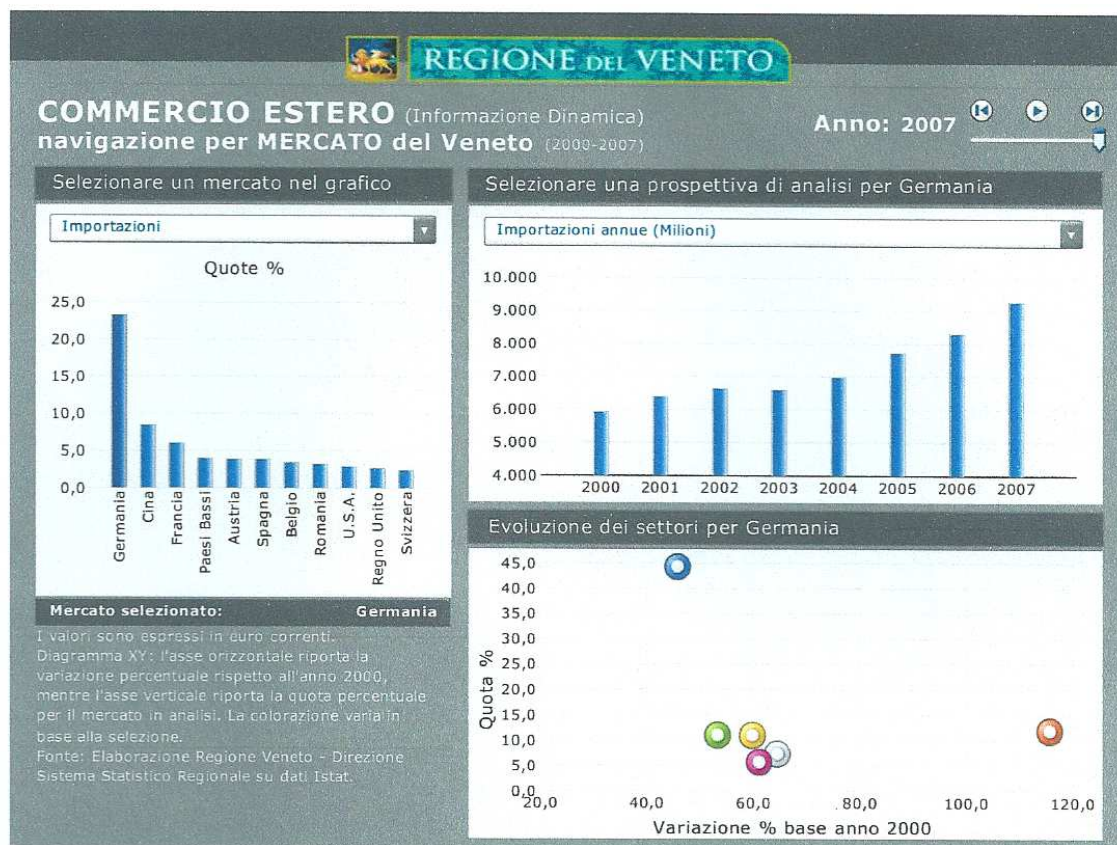 REGIONE DEL VENETO
COMMERCIO ESTERO (Informazione Dinamica)
navigazione per MERCATO del Veneto (2000-2007)
Anno: 2007
Selezionare un mercato nel grafico
Importazioni
Quote %
25,0
20,0
15,0
10,0
5,0
0,0
Germania
Cina
Francia
Paesi Bassi
Austria
Spagna
Belgio
Romania
U.S.A.
Regno Unito
Svizzera
Mercato selezionato: Germania
I valori sono espressi in euro correnti.
Diagramma XY: l'asse orizzontale riporta la
variazione percentuale rispetto all'anno 2000,
mentre l'asse verticale riporta la quota percentuale
per il mercato in analisi. La colorazione varia in
base alla selezione.
Fonte: Elaborazione Regione Veneto - Direzione
Sistema Statistico Regionale su dati Istat.
Selezionare una prospettiva di analisi per Germania
Importazioni annue (Milioni)
10.000
9.000
8.000
7.000
6.000
5.000
4.000
2000 2001 2002 2003 2004 2005 2006 2007
Evoluzione dei settori per Germania
Quota %
45,0
40,0
35,0
30,0
25,0
20,0
15,0
10,0
5,0
0,0
20,0 40,0 60,0 80,0 100,0 120,0
Variazione % base anno 2000